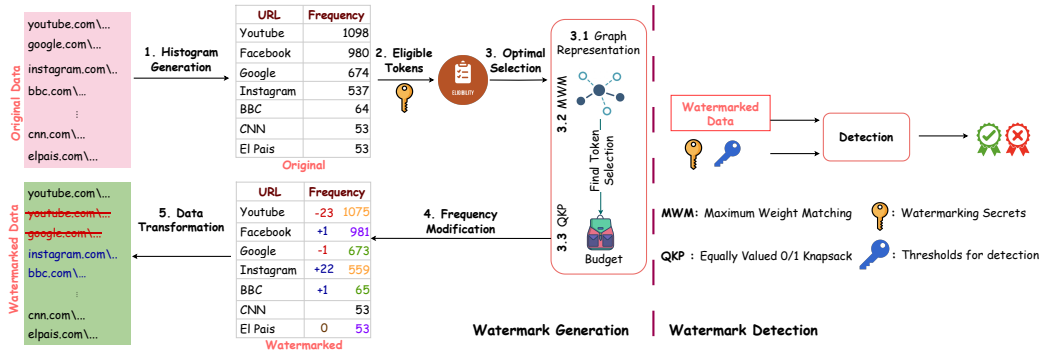 Original Data
youtube.com\...
google.com\...
instagram.com\..
bbc.com\...
⋮
cnn.com\...
elpais.com\...
1. Histogram
Generation
URL Frequency
Youtube 1098
Facebook 980
Google 674
Instagram 537
BBC 64
CNN 53
El Pais 53
Original
2. Eligible
Tokens
ELIGIBILITY
3. Optimal
Selection
3.1 Graph
Representation
3.2 MWM
Find Token
Selection
3.3 QKP
Budget
4. Frequency
Modification
URL Frequency
Youtube -23 1075
Facebook +1 981
Google -1 673
Instagram +22 559
BBC +1 65
CNN 53
El Pais 0 53
Watermarked
5. Data
Transformation
Watermarked Data
youtube.com\...
youtube.com\...
google.com\...
instagram.com\..
bbc.com\...
⋮
cnn.com\...
elpais.com\...
Watermark Generation
Watermarked
Data
Detection
MWM: Maximum Weight Matching
: Watermarking Secrets
QKP : Equally Valued 0/1 Knapsack
: Thresholds for detection
Watermark Detection